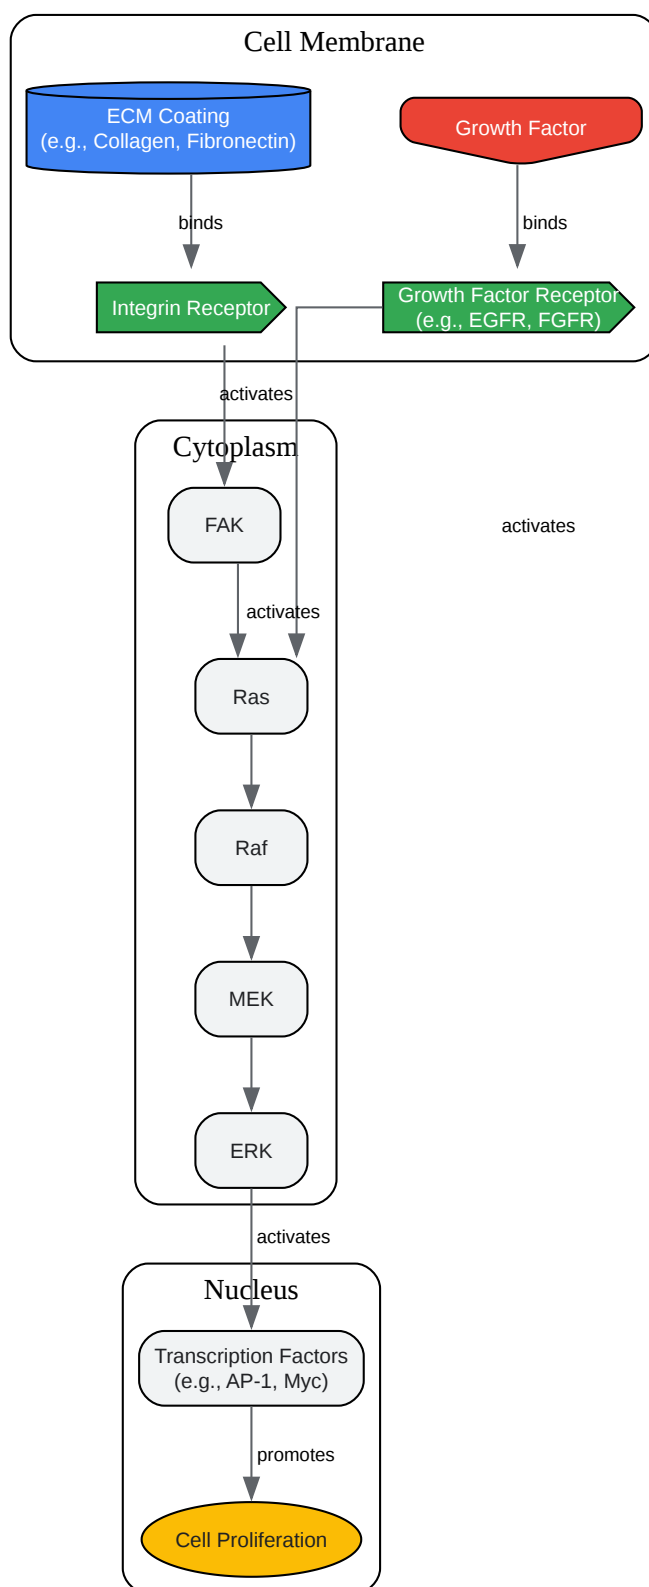 Cell Membrane
ECM Coating
(e.g., Collagen, Fibronectin)
Growth Factor
binds
binds
Integrin Receptor
Growth Factor Receptor
(e.g., EGFR, FGFR)
activates
Cytoplasm
FAK
activates
activates
Ras
Raf
MEK
ERK
activates
Nucleus
Transcription Factors
(e.g., AP-1, Myc)
promotes
Cell Proliferation